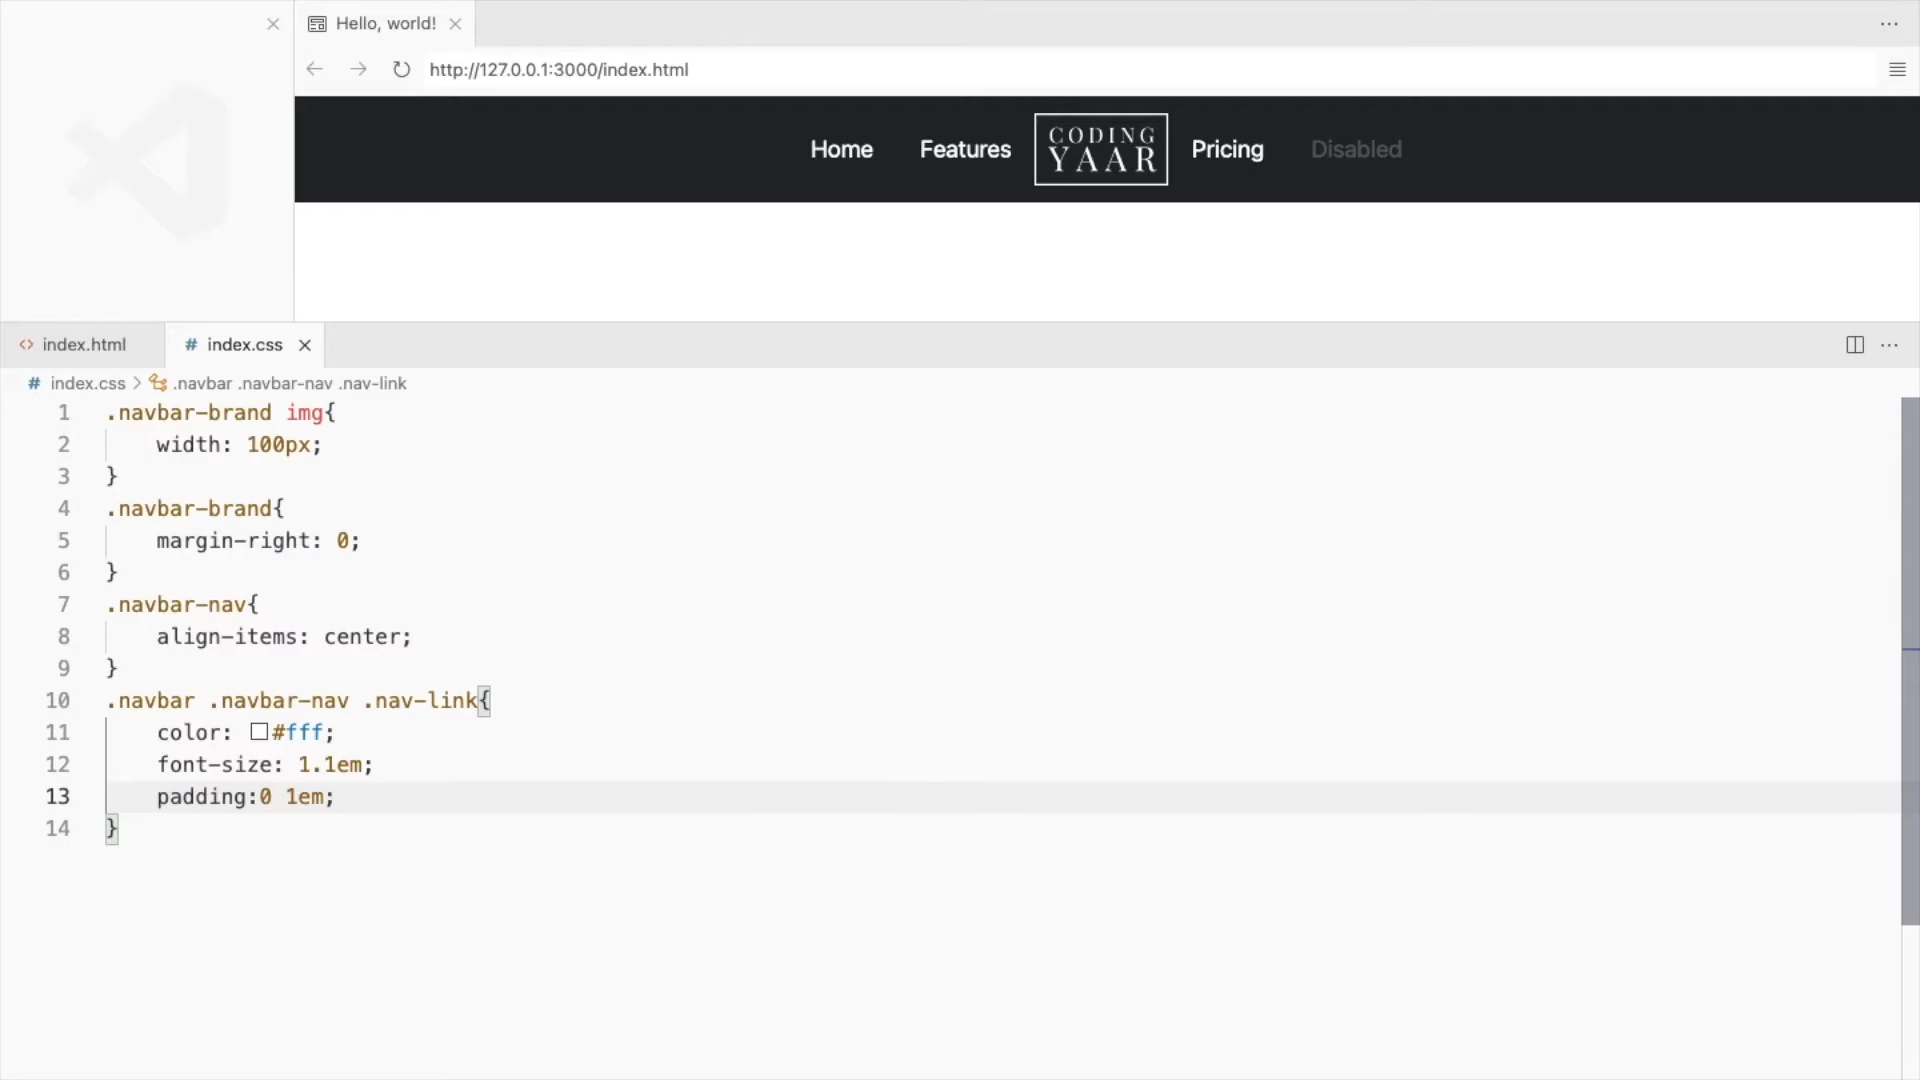 Hello, world!
http://127.0.0.1:3000/index.html
Home Features CODING YAAR Pricing Disabled
index.html # index.css
# index.css > .navbar .navbar-nav .nav-link
1 .navbar-brand img{
2 width: 100px;
3 }
4 .navbar-brand{
5 margin-right: 0;
6 }
7 .navbar-nav{
8 align-items: center;
9 }
10 .navbar .navbar-nav .nav-link{
11 color: #fff;
12 font-size: 1.1em;
13 padding:0 1em;
14 }